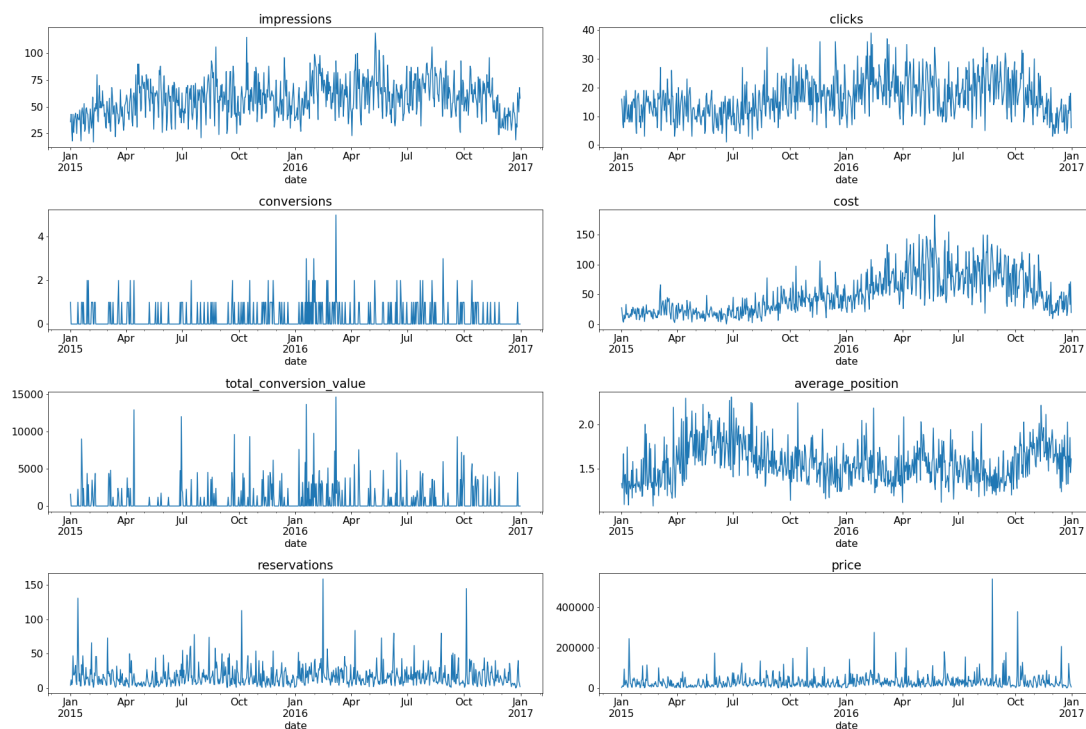 impressions
100
75
50
25
Jan Apr Jul Oct Jan Apr Jul Oct Jan
2015 2016 2017
date
clicks
40
30
20
10
0
Jan Apr Jul Oct Jan Apr Jul Oct Jan
2015 2016 2017
date
conversions
4
2
0
Jan Apr Jul Oct Jan Apr Jul Oct Jan
2015 2016 2017
date
cost
150
100
50
0
Jan Apr Jul Oct Jan Apr Jul Oct Jan
2015 2016 2017
date
total_conversion_value
15000
10000
5000
0
Jan Apr Jul Oct Jan Apr Jul Oct Jan
2015 2016 2017
date
average_position
2.0
1.5
Jan Apr Jul Oct Jan Apr Jul Oct Jan
2015 2016 2017
date
reservations
150
100
50
0
Jan Apr Jul Oct Jan Apr Jul Oct Jan
2015 2016 2017
date
price
400000
200000
0
Jan Apr Jul Oct Jan Apr Jul Oct Jan
2015 2016 2017
date